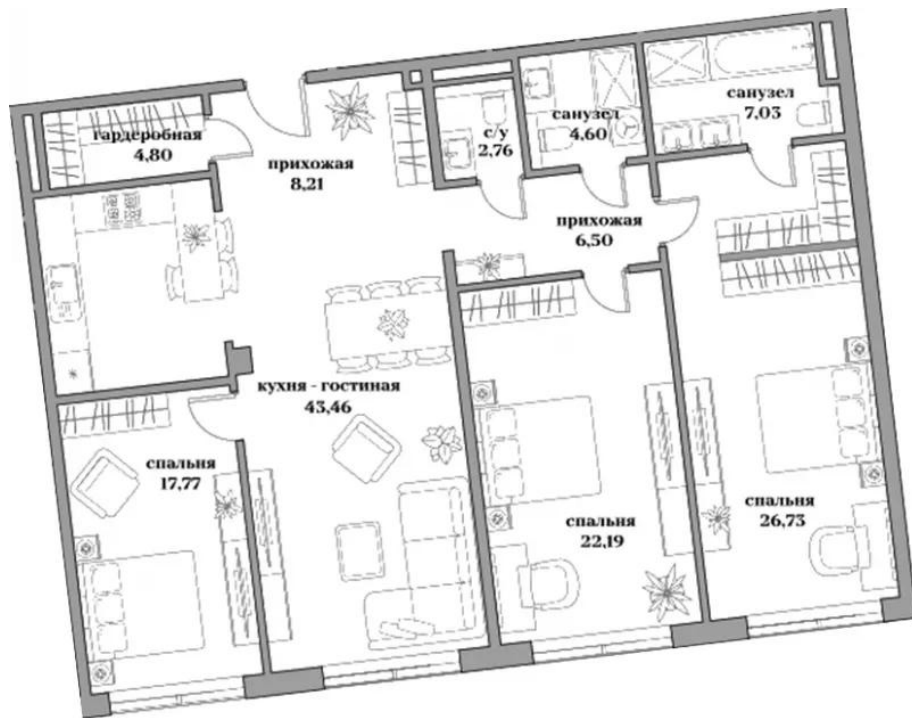 гардеробная
4,80
прихожая
8,21
с/у
2,76
санузел
4.60
санузел
7,03
прихожая
6,50
кухня - гостиная
43,46
спальня
17,77
спальня
22,19
спальня
26,73